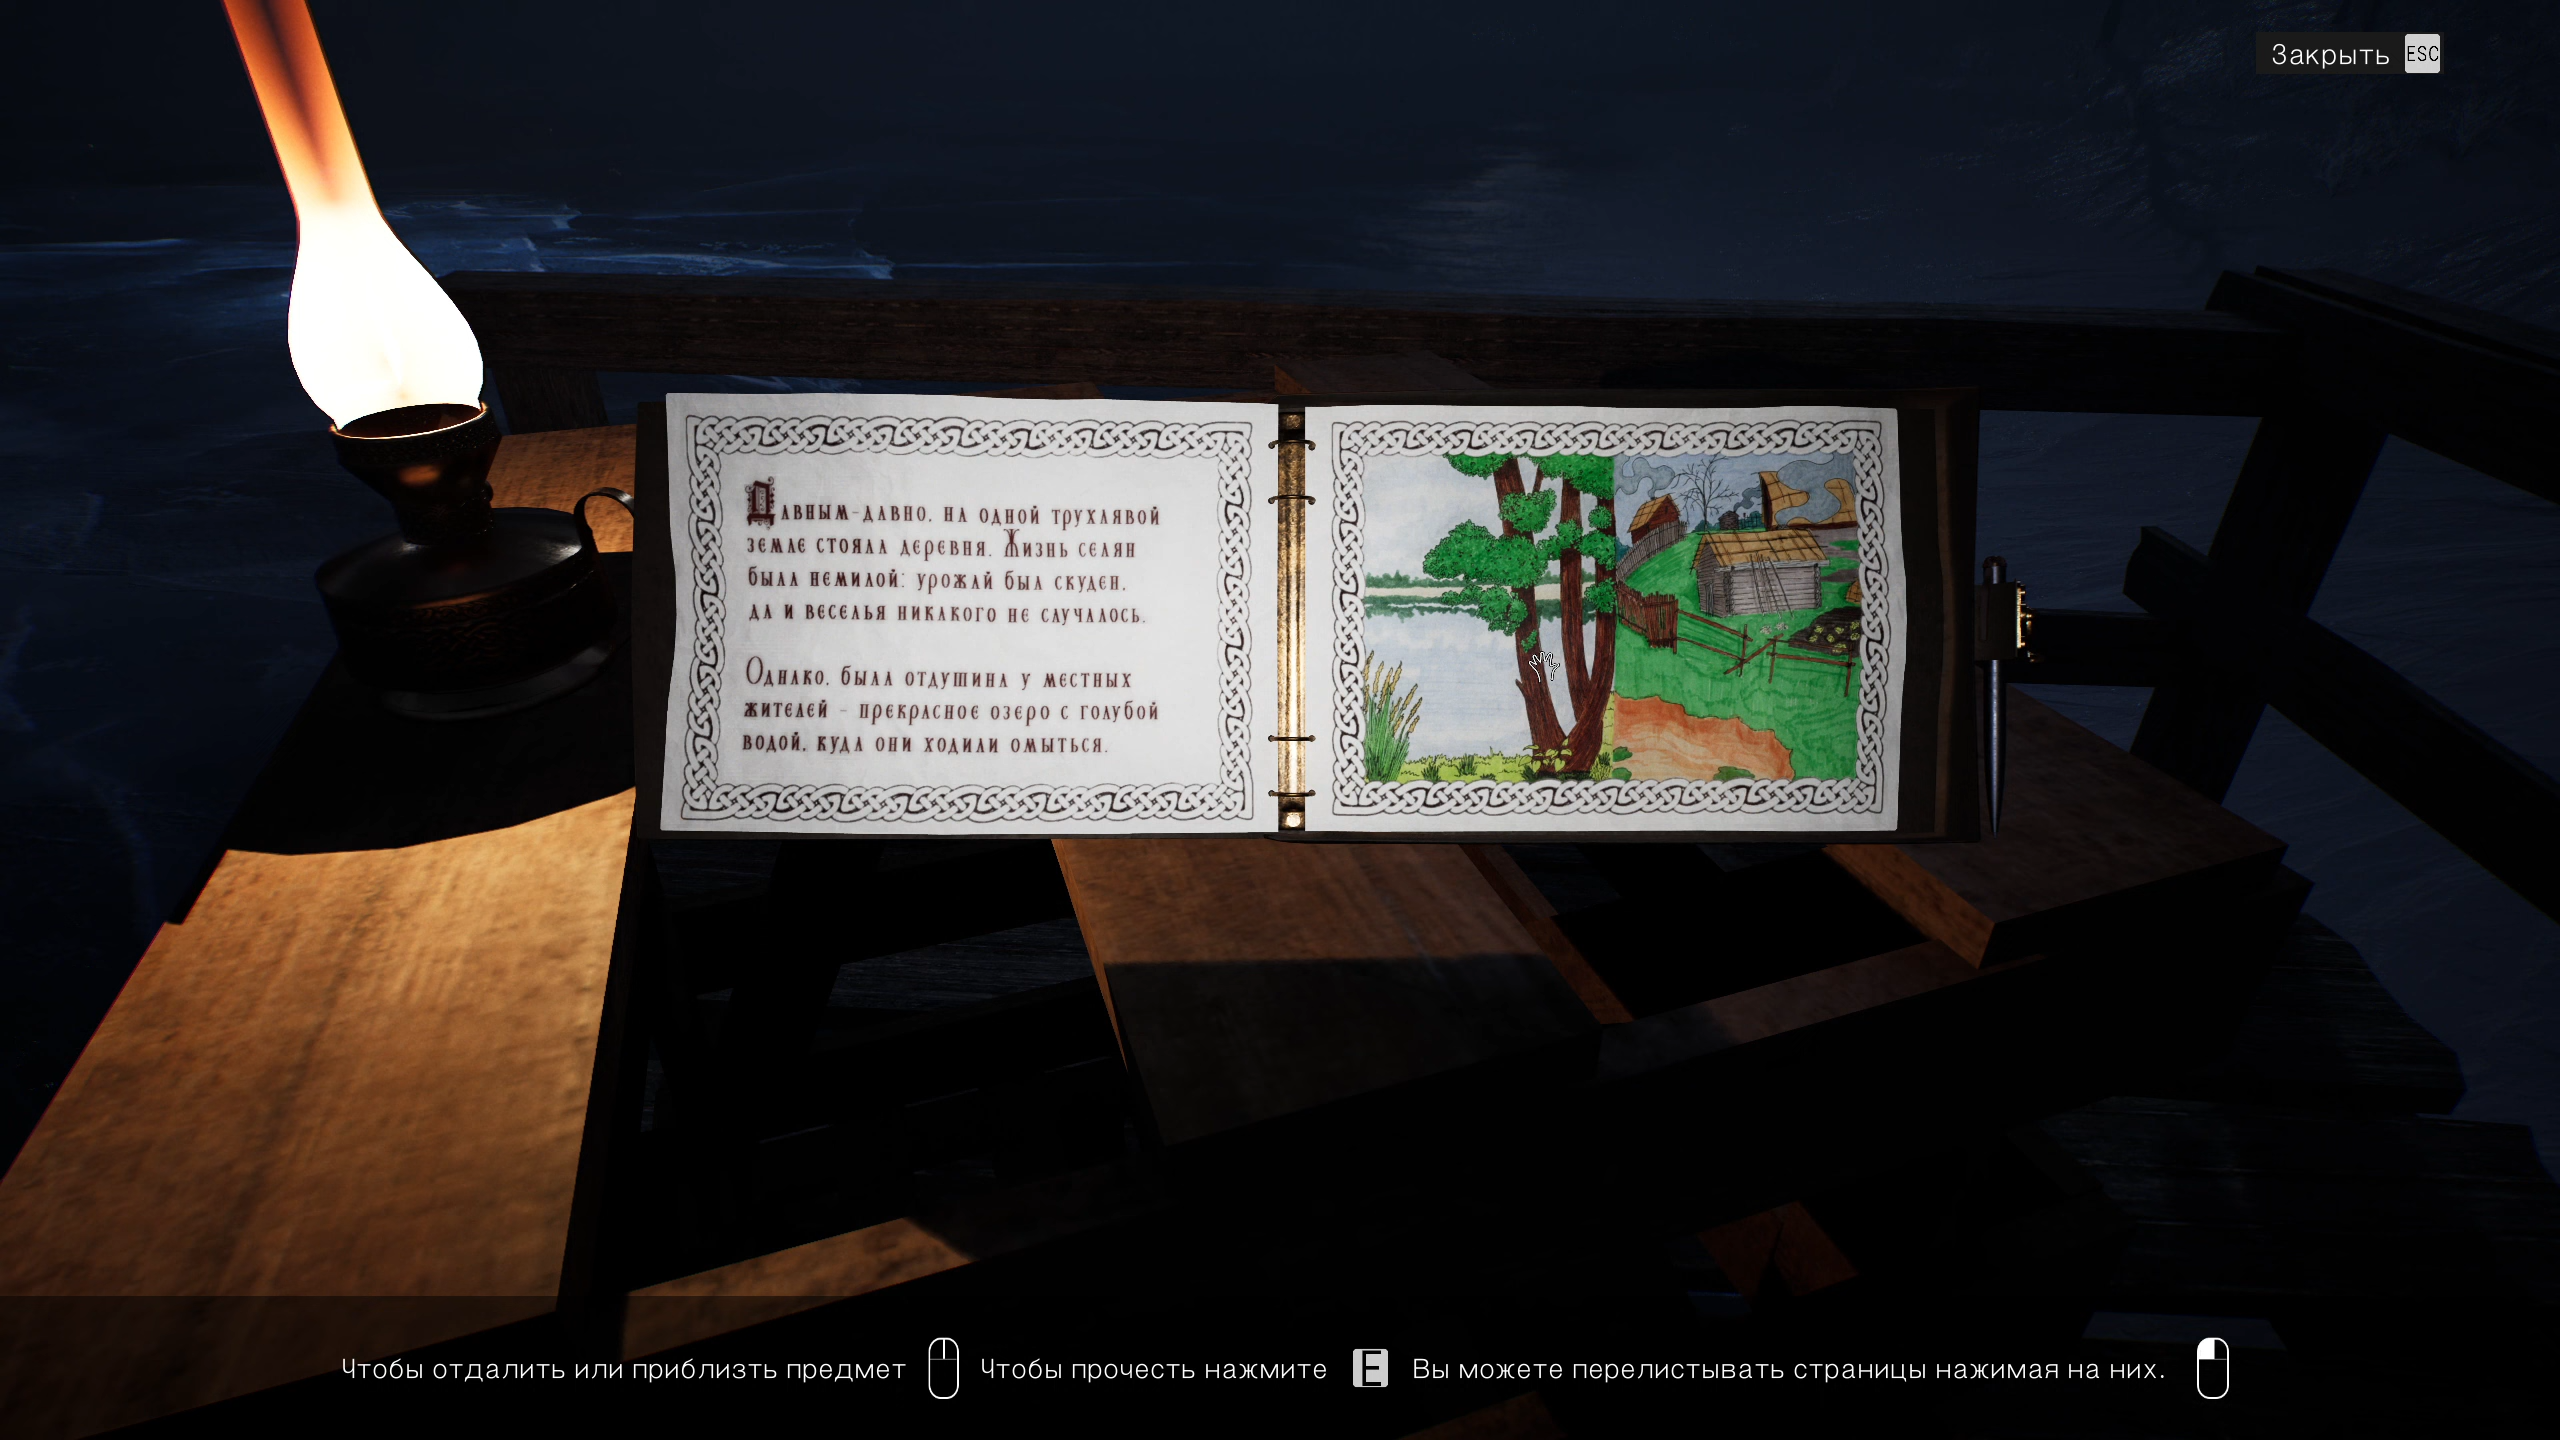 Закрыть ESC
Давным-давно, на одной трухлявой
земле стояла деревня. Жизнь селян
была немилой: урожай был скуден,
да и веселья никакого не случалось.
Однако, была отдушина у местных
жителей - прекрасное озеро с голубой
водой, куда они ходили омыться.
Чтобы отдалить или приблизть предмет Чтобы прочесть нажмите E Вы можете перелистывать страницы нажимая на них.